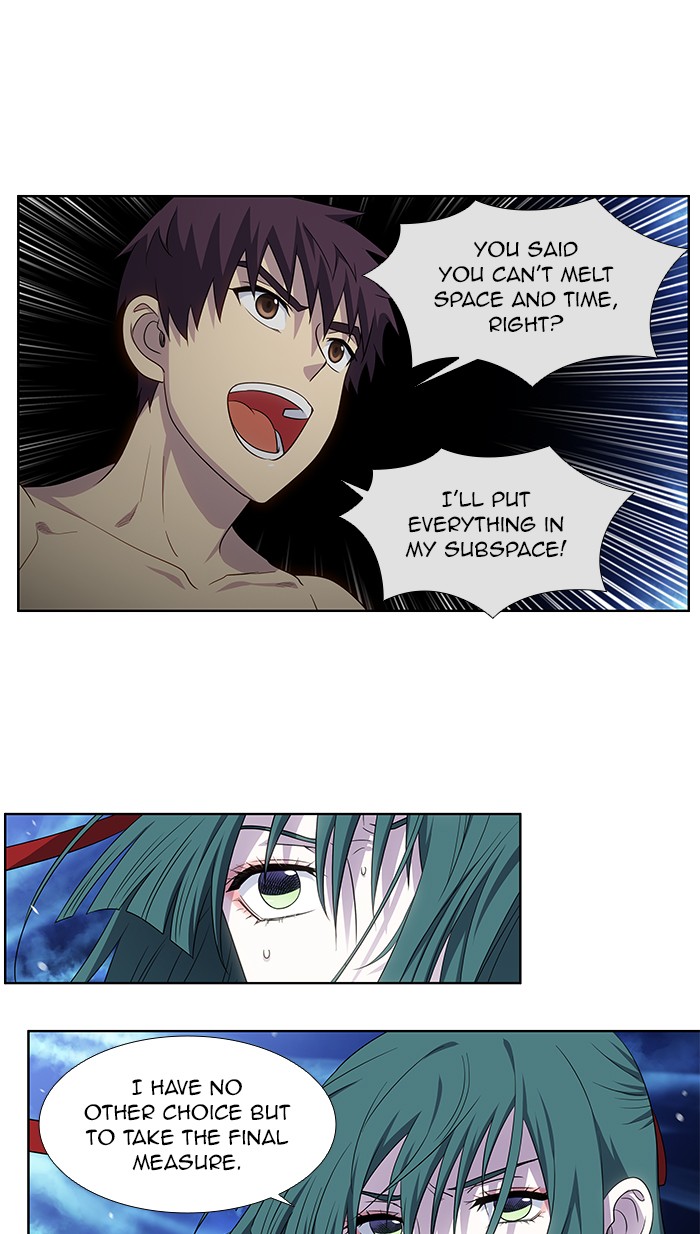 YOU SAID
YOU CAN'T MELT
SPACE AND TIME,
RIGHT?
I'LL PUT
EVERYTHING IN
MY SUBSPACE!
I HAVE NO
OTHER CHOICE BUT
TO TAKE THE FINAL
MEASURE.